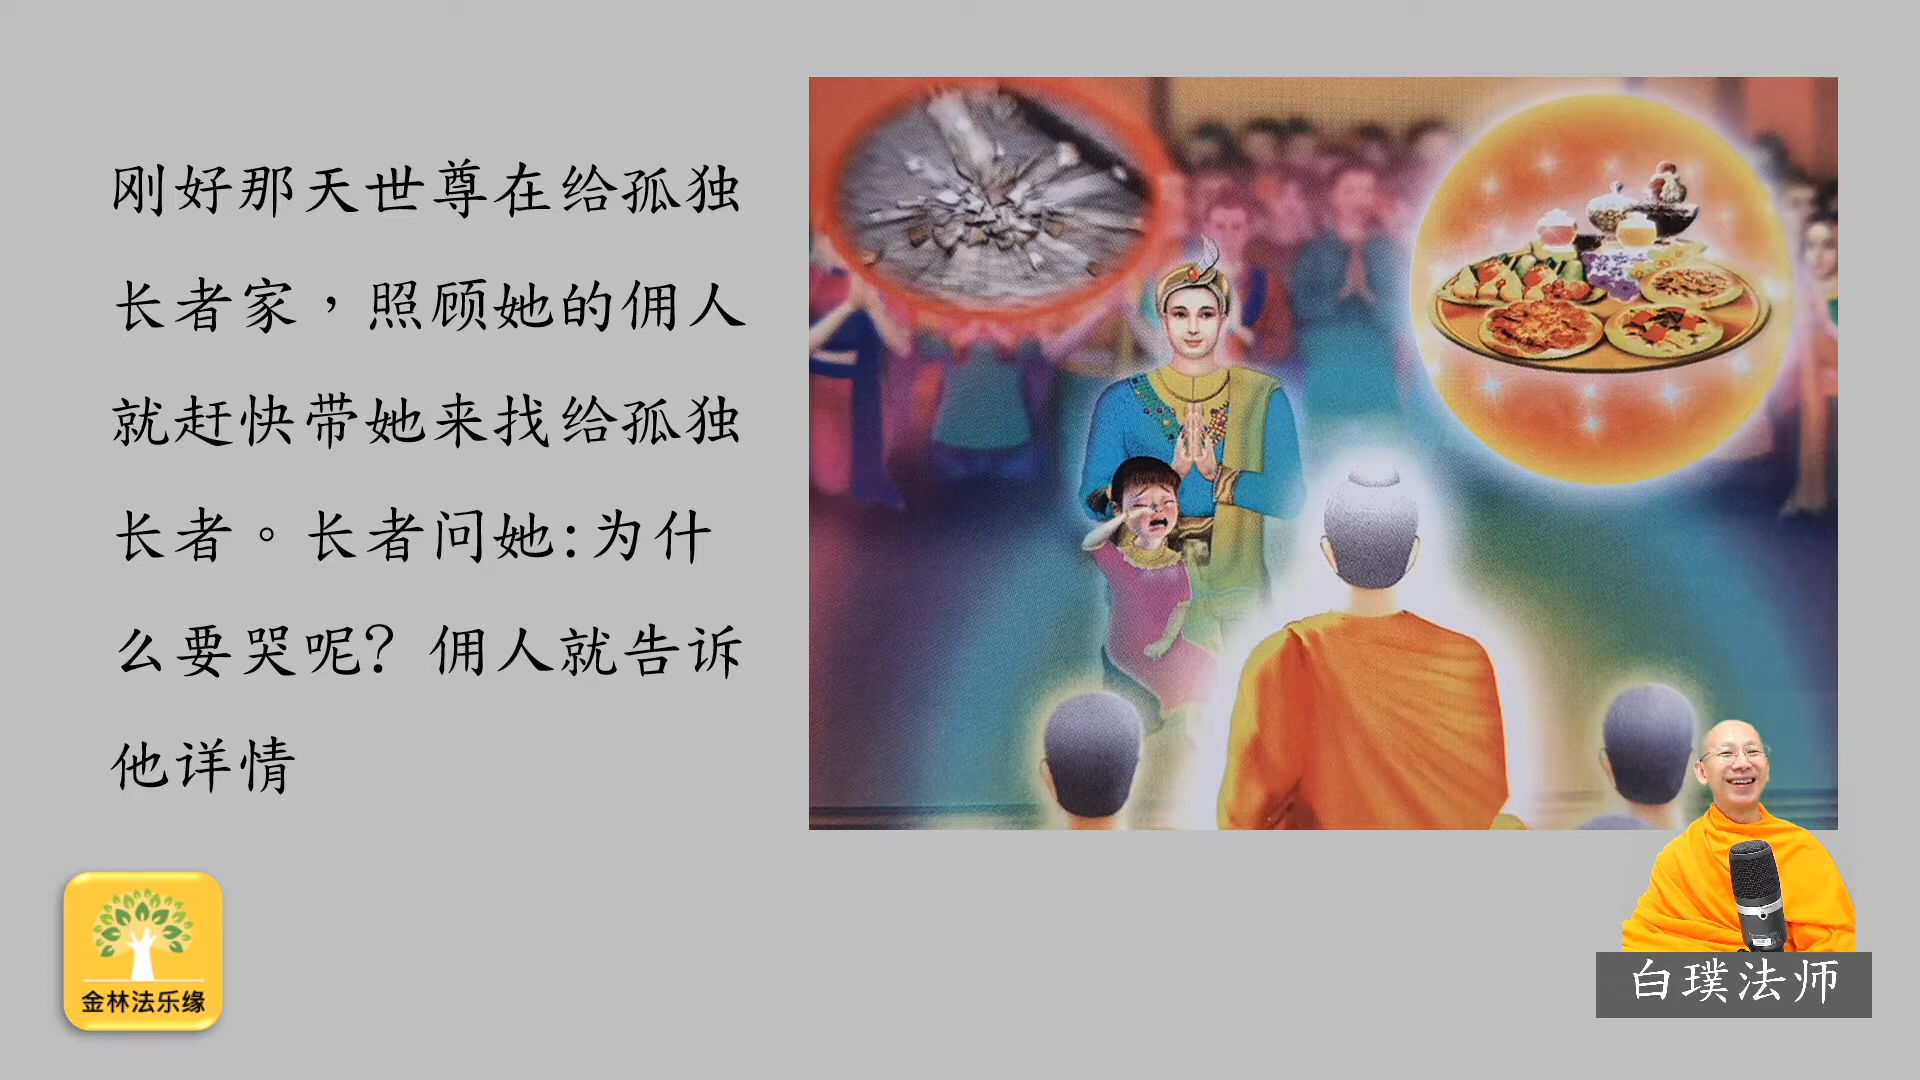 刚好那天世尊在给孤独
长者家，照顾她的佣人
就赶快带她来找给孤独
长者。长者问她:为什
么要哭呢？佣人就告诉
他详情
金林法乐缘
白璞法师